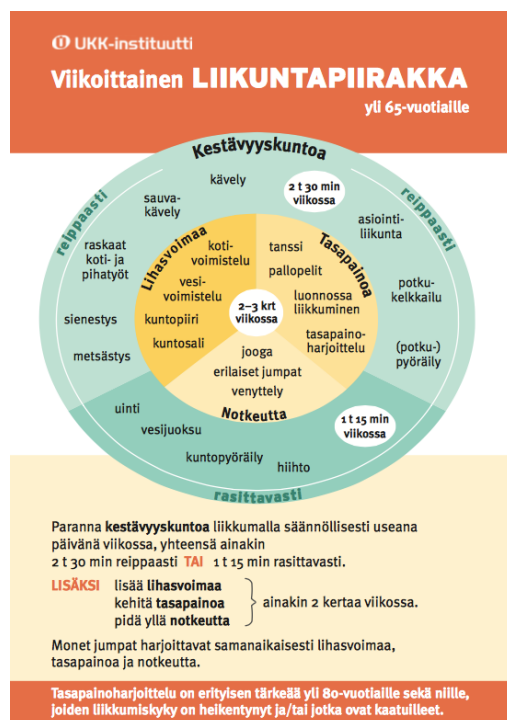 UKK-instituutti
Viikoittainen LIIKUNTAPIIRAKKA
yli 65-vuotiaille
Kestävyyskuntoa
reippaasti
reippaasti
kävely
2 t 30 min
viikossa
sauva-
kävely
asiointi-
liikunta
raskaat
koti- ja
pihatyöt
potku-
kelkkailu
sienestys
metsästys
(potku-)
pyöräily
Lihasvoimaa
koti-
voimistelu
vesi-
voimistelu
kuntopiiri
kuntosali
Tasapainoa
tanssi
pallopelit
luonnossa
liikkuminen
tasapaino-
harjoittelu
2–3 krt
viikossa
jooga
erilaiset jumpat
venyttely
Notkeutta
uinti
vesijuoksu
kuntopyöräily
hiihto
1 t 15 min
viikossa
rasittavasti
Paranna kestävyyskuntoa liikkumalla säännöllisesti useana
päivänä viikossa, yhteensä ainakin
2 t 30 min reippaasti TAI 1 t 15 min rasittavasti.
LISÄKSI lisää lihasvoimaa
kehitä tasapainoa
pidä yllä notkeutta
ainakin 2 kertaa viikossa.
Monet jumpat harjoittavat samanaikaisesti lihasvoimaa,
tasapainoa ja notkeutta.
Tasapainoharjoittelu on erityisen tärkeää yli 80-vuotiaille sekä niille,
joiden liikkumiskyky on heikentynyt ja/tai jotka ovat kaatuilleet.